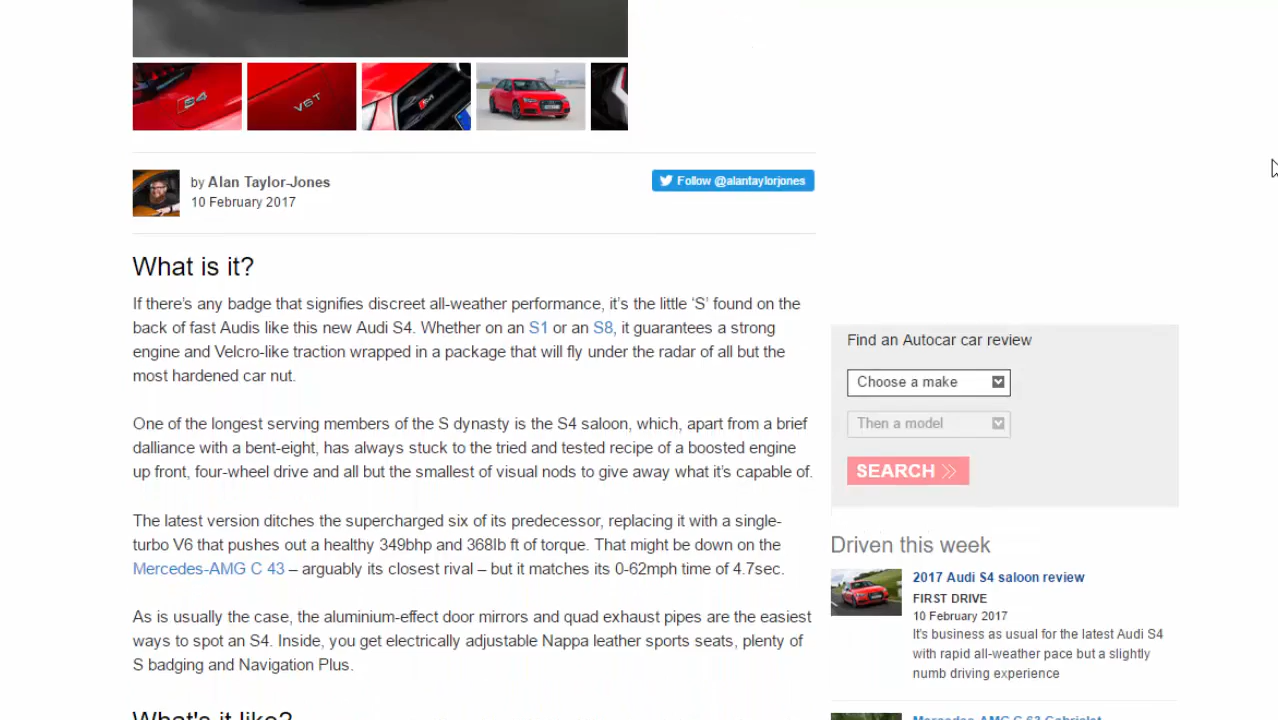 S4
V6T
S4
by Alan Taylor-Jones
10 February 2017
Follow @alantaylorjones
What is it?
If there’s any badge that signifies discreet all-weather performance, it’s the little ‘S’ found on the
back of fast Audis like this new Audi S4. Whether on an S1 or an S8, it guarantees a strong
engine and Velcro-like traction wrapped in a package that will fly under the radar of all but the
most hardened car nut.
One of the longest serving members of the S dynasty is the S4 saloon, which, apart from a brief
dalliance with a bent-eight, has always stuck to the tried and tested recipe of a boosted engine
up front, four-wheel drive and all but the smallest of visual nods to give away what it’s capable of.
The latest version ditches the supercharged six of its predecessor, replacing it with a single-
turbo V6 that pushes out a healthy 349bhp and 368lb ft of torque. That might be down on the
Mercedes-AMG C 43 – arguably its closest rival – but it matches its 0-62mph time of 4.7sec.
As is usually the case, the aluminium-effect door mirrors and quad exhaust pipes are the easiest
ways to spot an S4. Inside, you get electrically adjustable Nappa leather sports seats, plenty of
S badging and Navigation Plus.
What's it like?
Find an Autocar car review
Choose a make
Then a model
SEARCH
Driven this week
2017 Audi S4 saloon review
FIRST DRIVE
10 February 2017
It's business as usual for the latest Audi S4
with rapid all-weather pace but a slightly
numb driving experience
Mercedes-AMG C 63 Cabriolet